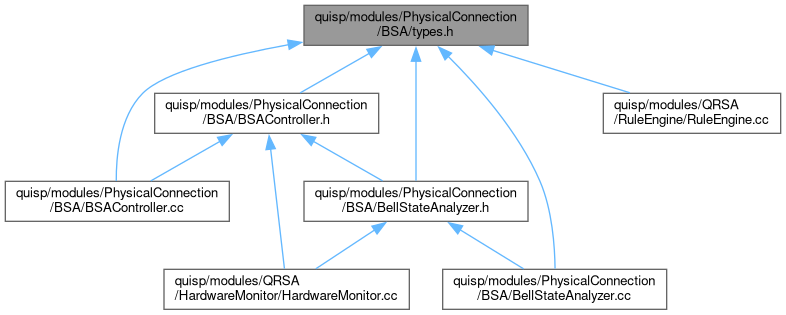 quisp/modules/PhysicalConnection
/BSA/types.h
quisp/modules/PhysicalConnection
/BSA/BSAController.h
quisp/modules/QRSA
/RuleEngine/RuleEngine.cc
quisp/modules/PhysicalConnection
/BSA/BSAController.cc
quisp/modules/PhysicalConnection
/BSA/BellStateAnalyzer.h
quisp/modules/QRSA
/HardwareMonitor/HardwareMonitor.cc
quisp/modules/PhysicalConnection
/BSA/BellStateAnalyzer.cc